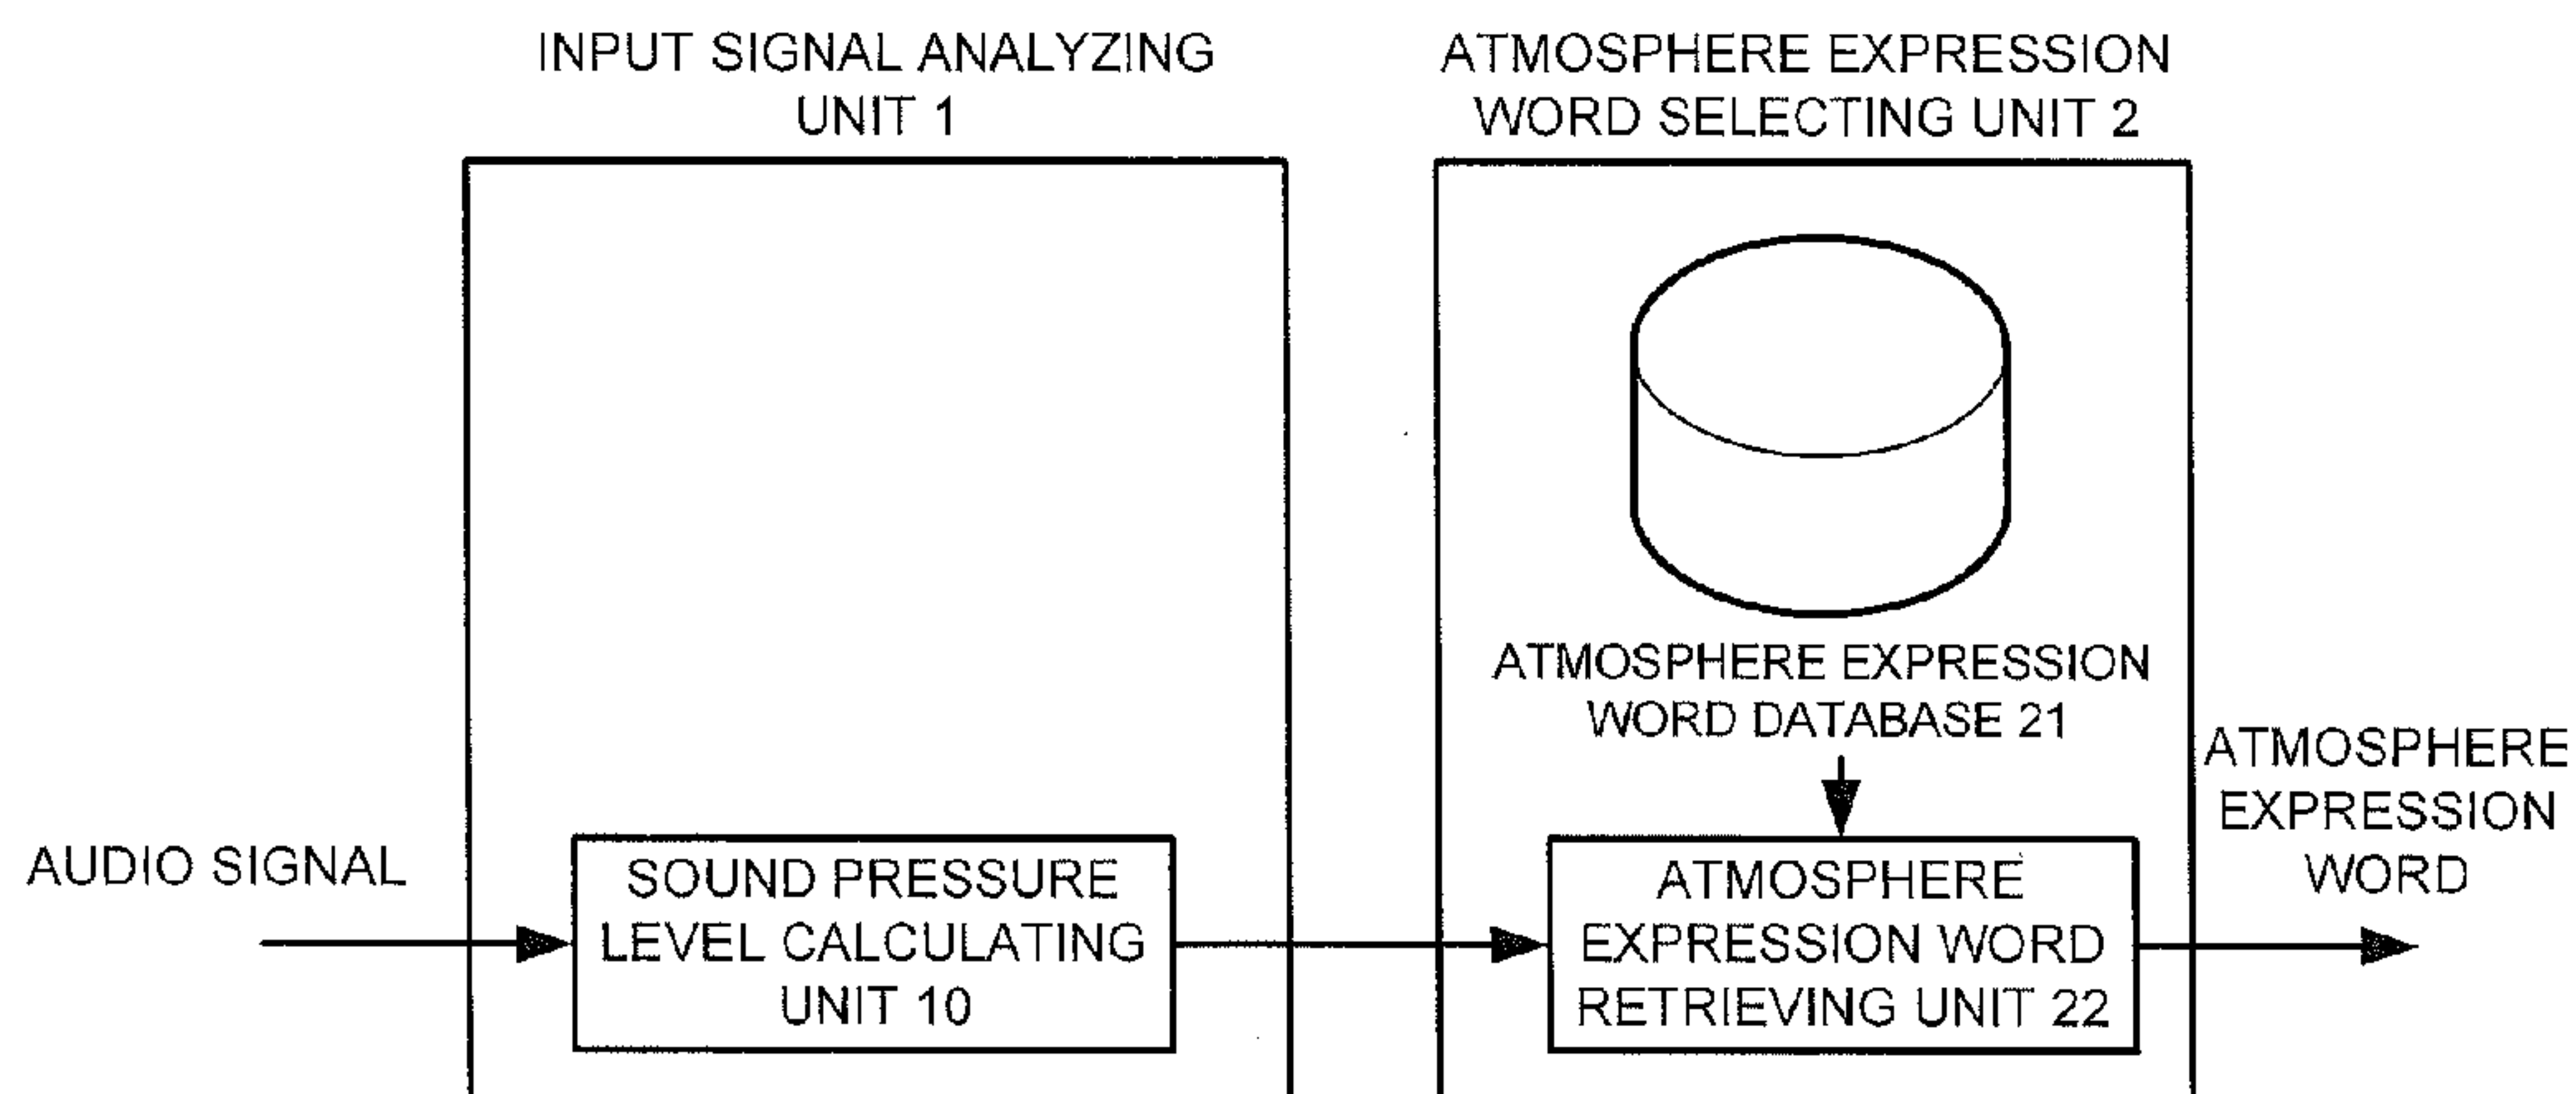 INPUT SIGNAL ANALYZING
UNIT 1
ATMOSPHERE EXPRESSION
WORD SELECTING UNIT 2
ATMOSPHERE EXPRESSION
WORD DATABASE 21
AUDIO SIGNAL
SOUND PRESSURE
LEVEL CALCULATING
UNIT 10
ATMOSPHERE
EXPRESSION WORD
RETRIEVING UNIT 22
ATMOSPHERE
EXPRESSION
WORD